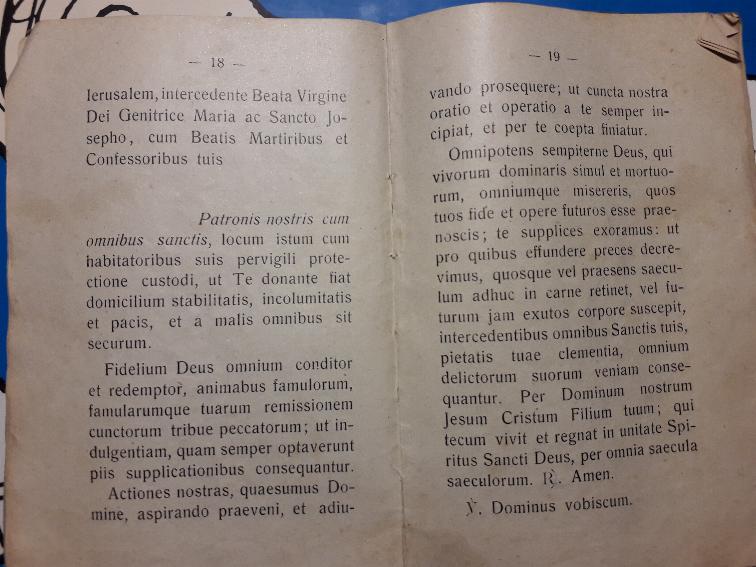 — 18 —
Ierusalem, intercedente Beata Virgine
Dei Genitrice Maria ac Sancto Jo-
sepho, cum Beatis Martiribus et
Confessoribus tuis
Patronis nostris cum
omnibus sanctis, locum istum cum
habitatoribus suis pervigili prote-
ctione custodi, ut Te donante fiat
domicilium stabilitatis, incolumitatis
et pacis, et a malis omnibus sit
securum.
Fidelium Deus omnium conditor
et redemptor, animabus famulorum,
famularumque tuarum remissionem
cunctorum tribue peccatorum; ut in-
dulgentiam, quam semper optaverunt
piis supplicationibus consequantur.
Actiones nostras, quaesumus Do-
mine, aspirando praeveni, et adiu-
— 19 —
vando prosequere; ut cuncta nostra
oratio et operatio a te semper in-
cipiat, et per te coepta finiatur.
Omnipotens sempiterne Deus, qui
vivorum dominaris simul et mortuo-
rum, omniumque misereris, quos
tuos fide et opere futuros esse prae-
noscis; te supplices exoramus: ut
pro quibus effundere preces decre-
vimus, quosque vel praesens saecu-
lum adhuc in carne retinet, vel fu-
turum jam exutos corpore suscepit,
intercedentibus omnibus Sanctis tuis,
pietatis tuae clementia, omnium
delictorum suorum veniam conse-
quantur. Per Dominum nostrum
Jesum Cristum Filium tuum; qui
tecum vivit et regnat in unitate Spi-
ritus Sancti Deus, per omnia saecula
saeculorum. ℟. Amen.
℣. Dominus vobiscum.